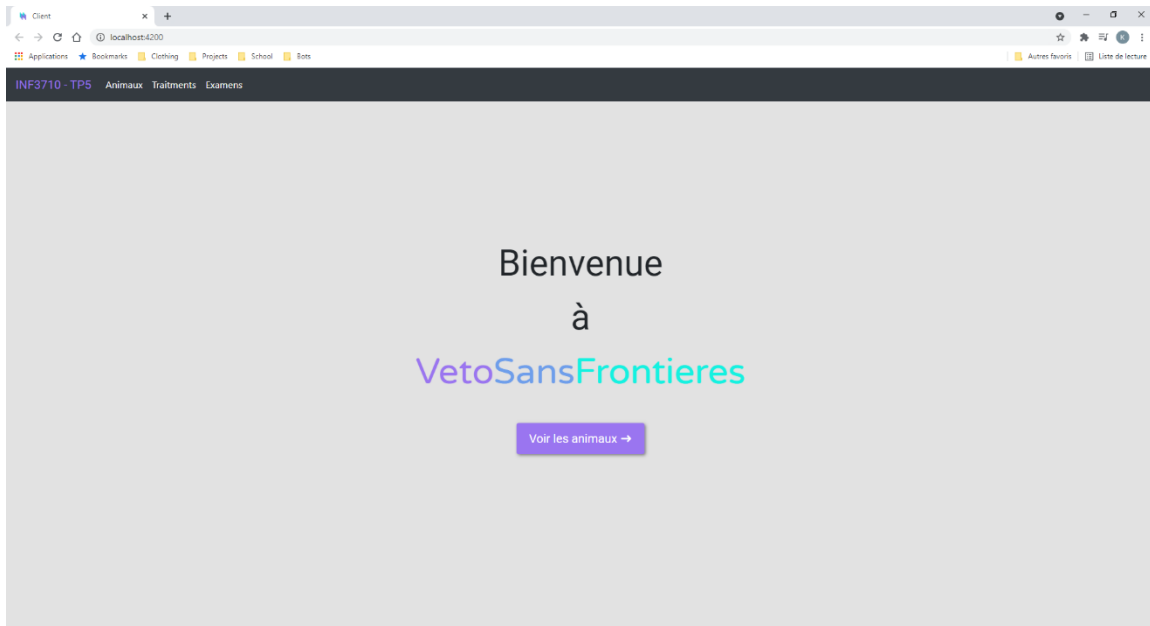 Client
localhost:4200
Applications Bookmarks Clothing Projects School Bots Autres favoris Liste de lecture
INF3710 - TP5 Animaux Traitments Examens
Bienvenue
à
VetoSansFrontieres
Voir les animaux →
K